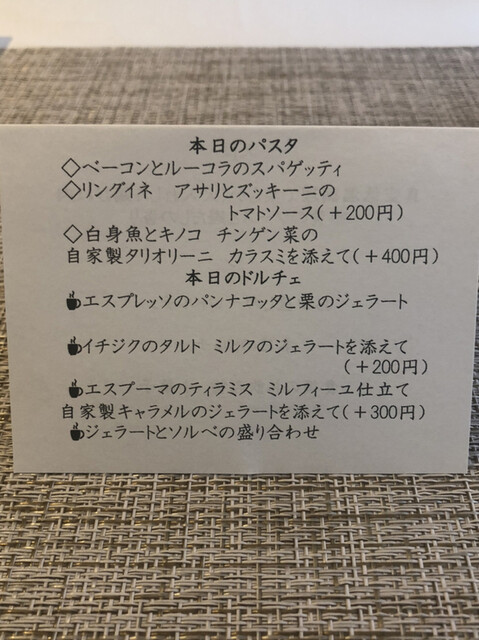 本日のパスタ
◇ベーコンとルーコラのスパゲッティ
◇リングイネ　アサリとズッキーニの
トマトソース(＋200円)
◇白身魚とキノコ　チンゲン菜の
自家製タリオリーニ　カラスミを添えて(＋400円)
本日のドルチェ
エスプレッソのパンナコッタと栗のジェラート
イチジクのタルト　ミルクのジェラートを添えて
(＋200円)
エスプーマのティラミス　ミルフィーユ仕立て
自家製キャラメルのジェラートを添えて(＋300円)
ジェラートとソルベの盛り合わせ